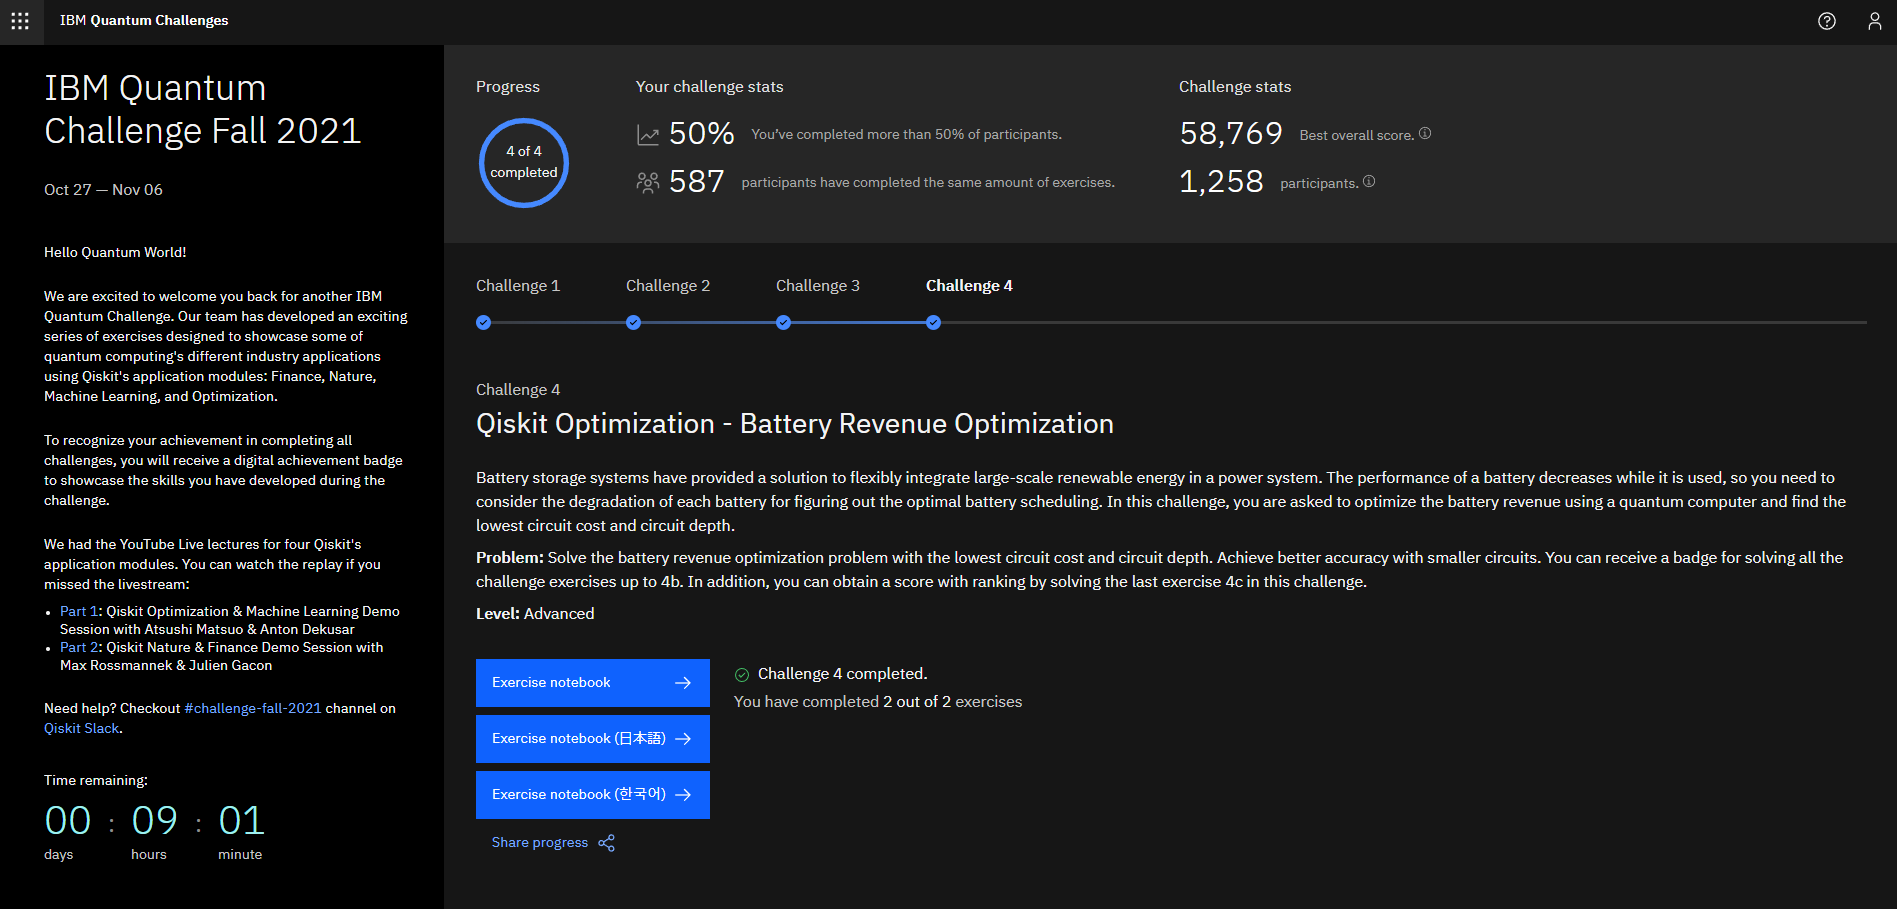 IBM Quantum Challenges
IBM Quantum
Challenge Fall 2021
Oct 27 — Nov 06
Hello Quantum World!
We are excited to welcome you back for another IBM
Quantum Challenge. Our team has developed an exciting
series of exercises designed to showcase some of
quantum computing's different industry applications
using Qiskit's application modules: Finance, Nature,
Machine Learning, and Optimization.
To recognize your achievement in completing all
challenges, you will receive a digital achievement badge
to showcase the skills you have developed during the
challenge.
We had the YouTube Live lectures for four Qiskit's
application modules. You can watch the replay if you
missed the livestream:
• Part 1: Qiskit Optimization & Machine Learning Demo
Session with Atsushi Matsuo & Anton Dekusar
• Part 2: Qiskit Nature & Finance Demo Session with
Max Rossmannek & Julien Gacon
Need help? Checkout #challenge-fall-2021 channel on
Qiskit Slack.
Time remaining:
00 : 09 : 01
days hours minute
Progress
4 of 4
completed
Your challenge stats
50% You've completed more than 50% of participants.
587 participants have completed the same amount of exercises.
Challenge stats
58,769 Best overall score.
1,258 participants.
Challenge 1 Challenge 2 Challenge 3 Challenge 4
Challenge 4
Qiskit Optimization - Battery Revenue Optimization
Battery storage systems have provided a solution to flexibly integrate large-scale renewable energy in a power system. The performance of a battery decreases while it is used, so you need to
consider the degradation of each battery for figuring out the optimal battery scheduling. In this challenge, you are asked to optimize the battery revenue using a quantum computer and find the
lowest circuit cost and circuit depth.
Problem: Solve the battery revenue optimization problem with the lowest circuit cost and circuit depth. Achieve better accuracy with smaller circuits. You can receive a badge for solving all the
challenge exercises up to 4b. In addition, you can obtain a score with ranking by solving the last exercise 4c in this challenge.
Level: Advanced
Exercise notebook
Exercise notebook (日本語)
Exercise notebook (한국어)
Share progress
Challenge 4 completed.
You have completed 2 out of 2 exercises